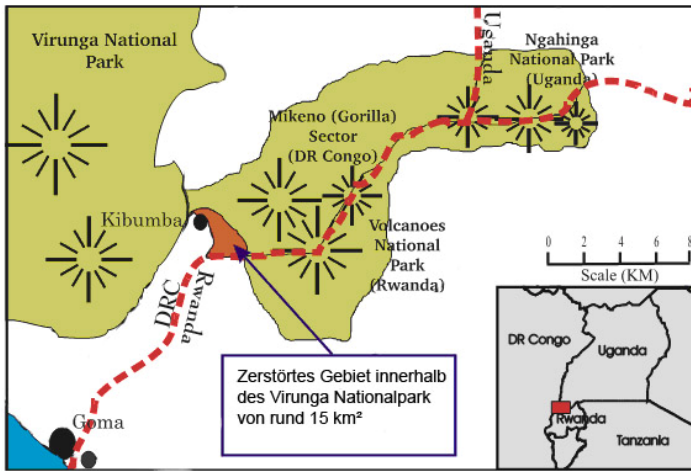 Virunga National
Park
Uganda
Ngahinga
National Park
(Uganda)
Mikeno (Gorilla)
Sector
(DR Congo)
Kibumba
Volcanoes
National
Park
(Rwanda)
DRC
Rwanda
0 2 4 6 8
Scale (KM)
Zerstörtes Gebiet innerhalb
des Virunga Nationalpark
von rund 15 km²
Goma
DR Congo
Uganda
Rwanda
Tanzania